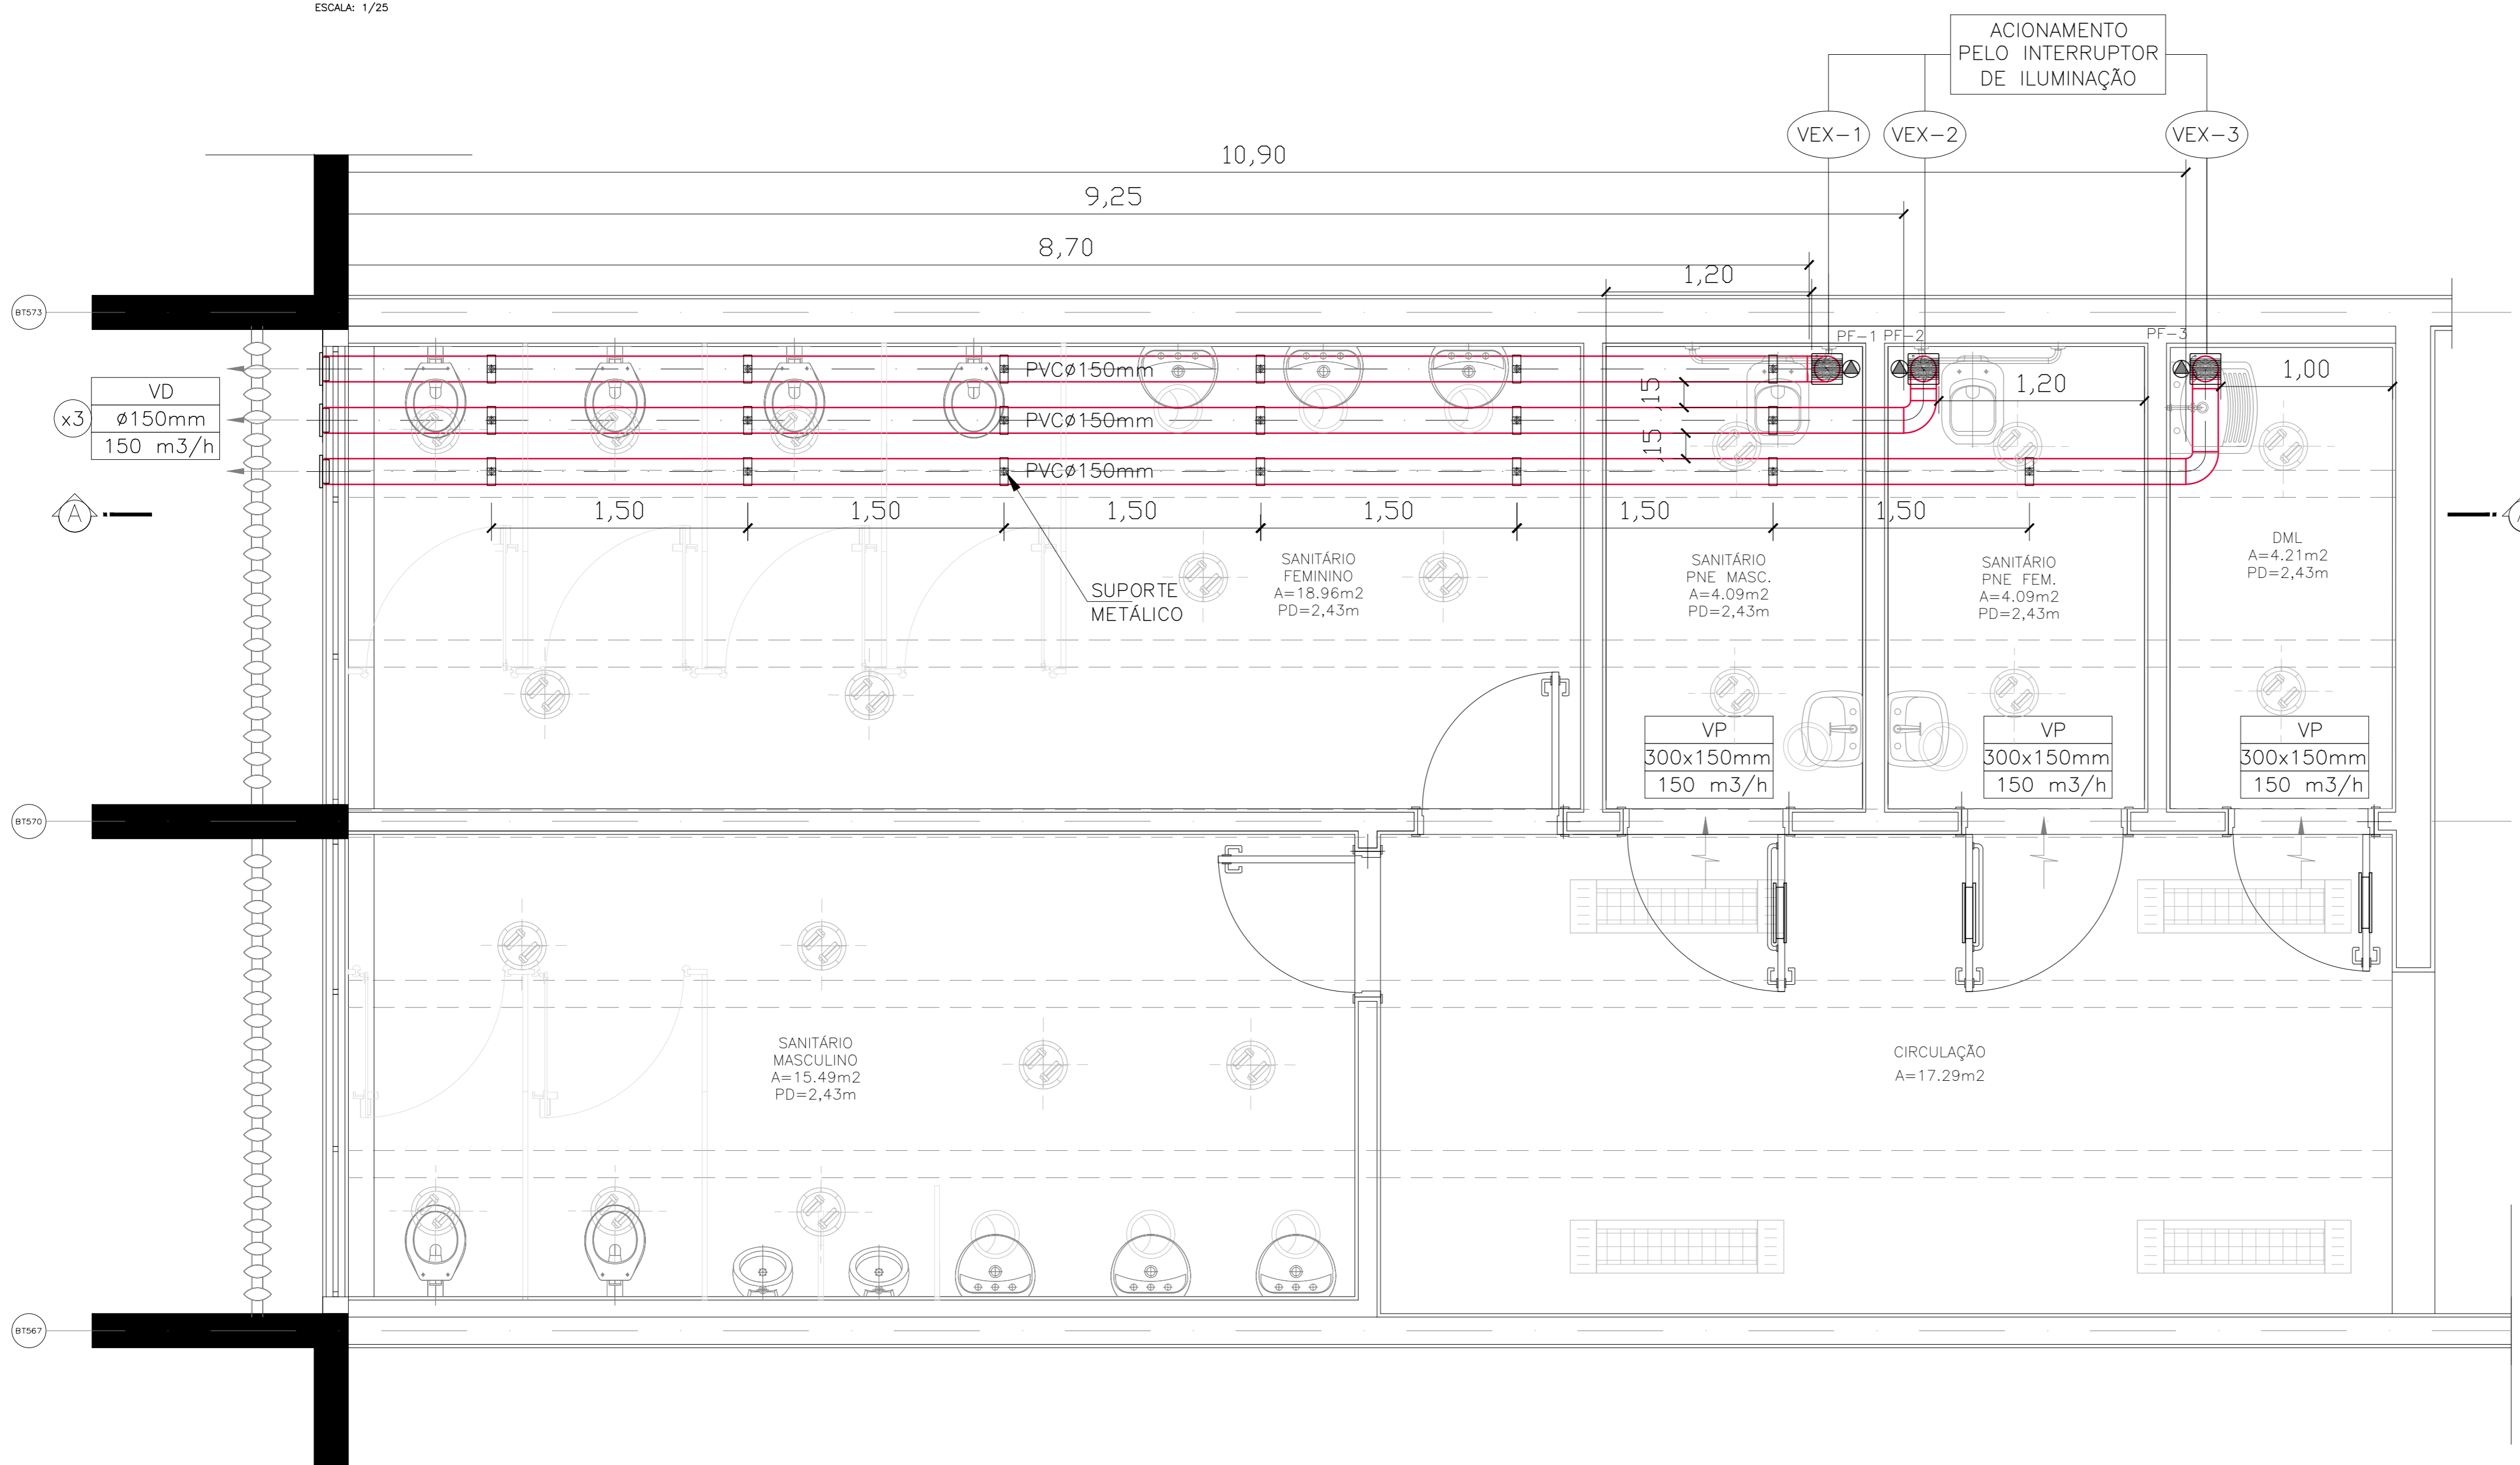 ESCALA: 1/25
ACIONAMENTO
PELO INTERRUPTOR
DE ILUMINAÇÃO
VEX-1
VEX-2
VEX-3
10,90
9,25
8,70
1,20
BT573
PF-1
PF-2
PF-3
VD
x3
ø150mm
150 m3/h
PVCø150mm
PVCø150mm
PVCø150mm
,15
,15
1,20
1,00
A
1,50
1,50
1,50
1,50
1,50
1,50
SUPORTE
METÁLICO
SANITÁRIO
FEMININO
A=18.96m2
PD=2,43m
SANITÁRIO
PNE MASC.
A=4.09m2
PD=2,43m
SANITÁRIO
PNE FEM.
A=4.09m2
PD=2,43m
DML
A=4.21m2
PD=2,43m
VP
300x150mm
150 m3/h
VP
300x150mm
150 m3/h
VP
300x150mm
150 m3/h
BT570
SANITÁRIO
MASCULINO
A=15.49m2
PD=2,43m
CIRCULAÇÃO
A=17.29m2
BT567